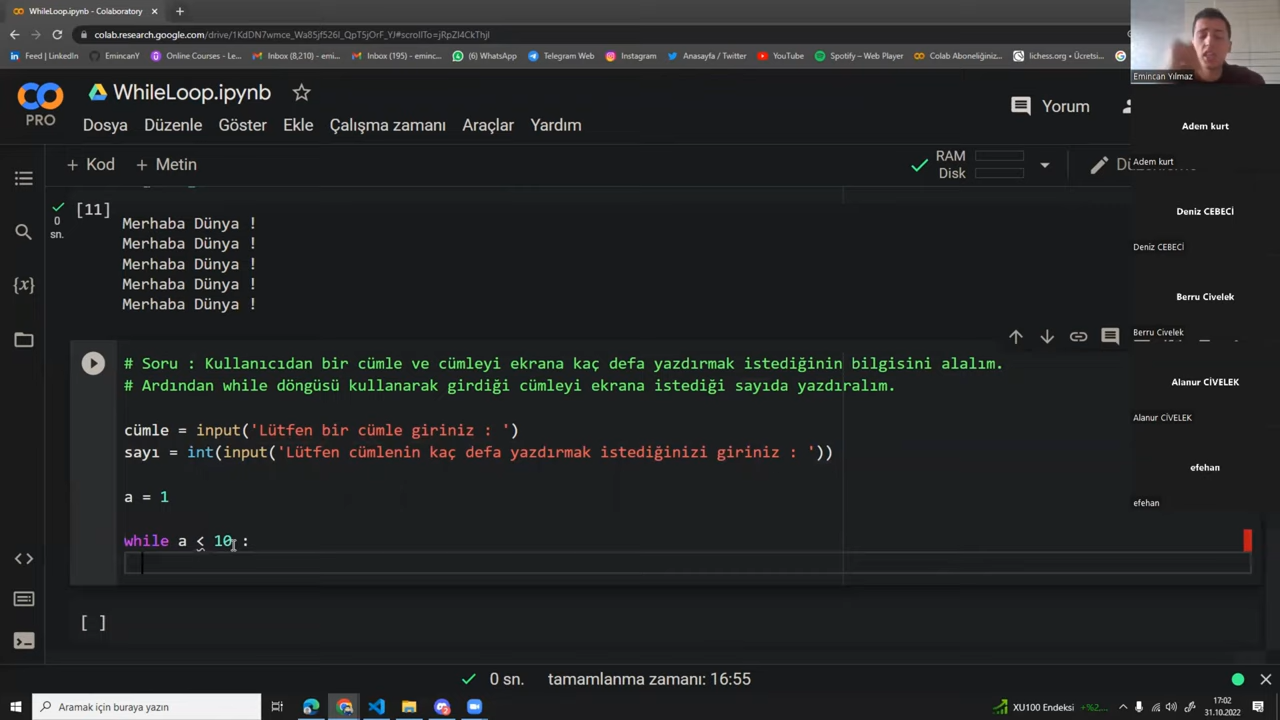 WhileLoop.ipynb - Colaboratory
colab.research.google.com/drive/1KdDN7wmce_Wa85jf526I_QpT5jOrF_YJ#scrollTo=jRpZl4CkThjl
Feed | LinkedIn
EmincanY
Online Courses - Le...
Inbox (8,210) - emi...
Inbox (195) - eminc...
(6) WhatsApp
Telegram Web
Instagram
Anasayfa / Twitter
YouTube
Spotify – Web Player
Colab Aboneliğiniz...
lichess.org • Ücretsi...
WhileLoop.ipynb
PRO
Dosya Düzenle Göster Ekle Çalışma zamanı Araçlar Yardım
Yorum
+ Kod + Metin
RAM
Disk
[11]
0
sn.
Merhaba Dünya !
Merhaba Dünya !
Merhaba Dünya !
Merhaba Dünya !
Merhaba Dünya !
# Soru : Kullanıcıdan bir cümle ve cümleyi ekrana kaç defa yazdırmak istediğinin bilgisini alalım.
# Ardından while döngüsü kullanarak girdiği cümleyi ekrana istediği sayıda yazdıralım.
cümle = input('Lütfen bir cümle giriniz : ')
sayı = int(input('Lütfen cümlenin kaç defa yazdırmak istediğinizi giriniz : '))
a = 1
while a < 10 :
[ ]
0 sn. tamamlanma zamanı: 16:55
Emincan Yılmaz
Adem kurt
Adem kurt
Deniz CEBECİ
Deniz CEBECİ
Berru Civelek
Berru Civelek
Alanur CİVELEK
Alanur CİVELEK
efehan
efehan
Aramak için buraya yazın
XU100 Endeksi +%2,...
17:02
31.10.2022